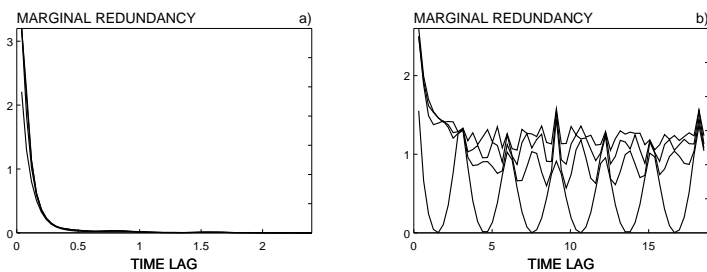 MARGINAL REDUNDANCY a)
3
2
1
0
0 0.5 1 1.5 2
TIME LAG
MARGINAL REDUNDANCY b)
2
1
0
0 5 10 15
TIME LAG